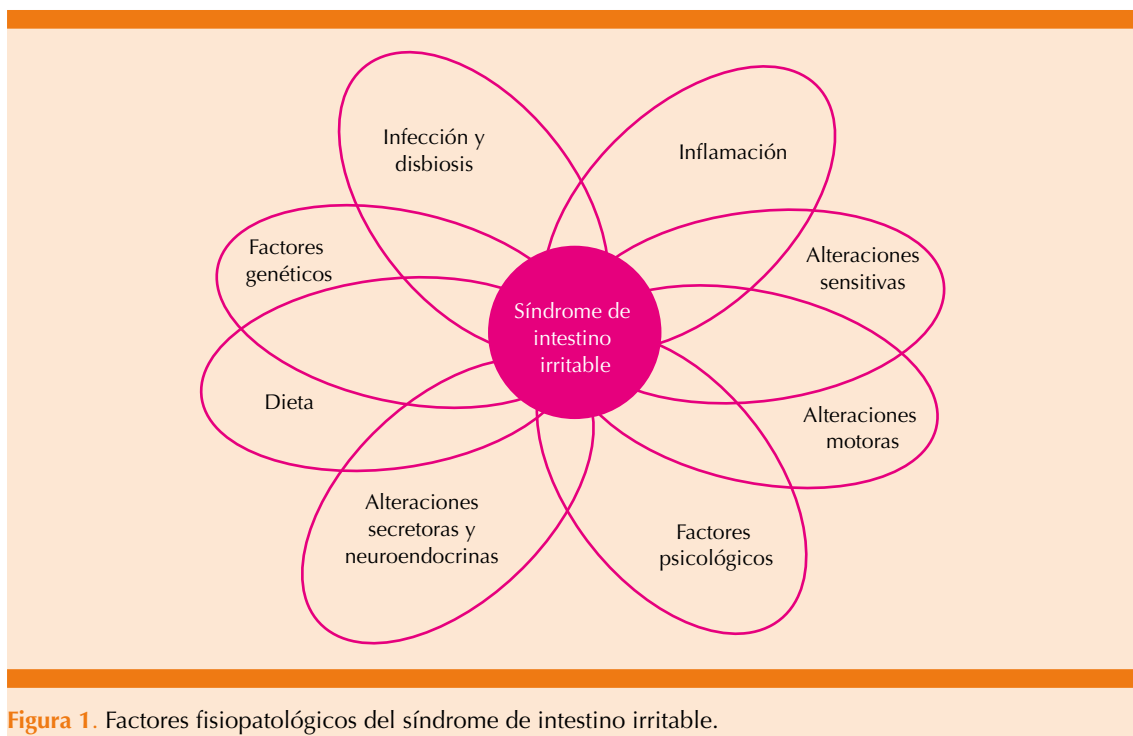 Infección y
disbiosis
Inflamación
Factores
genéticos
Alteraciones
sensitivas
Síndrome de
intestino
irritable
Dieta
Alteraciones
motoras
Alteraciones
secretoras y
neuroendocrinas
Factores
psicológicos
Figura 1. Factores fisiopatológicos del síndrome de intestino irritable.